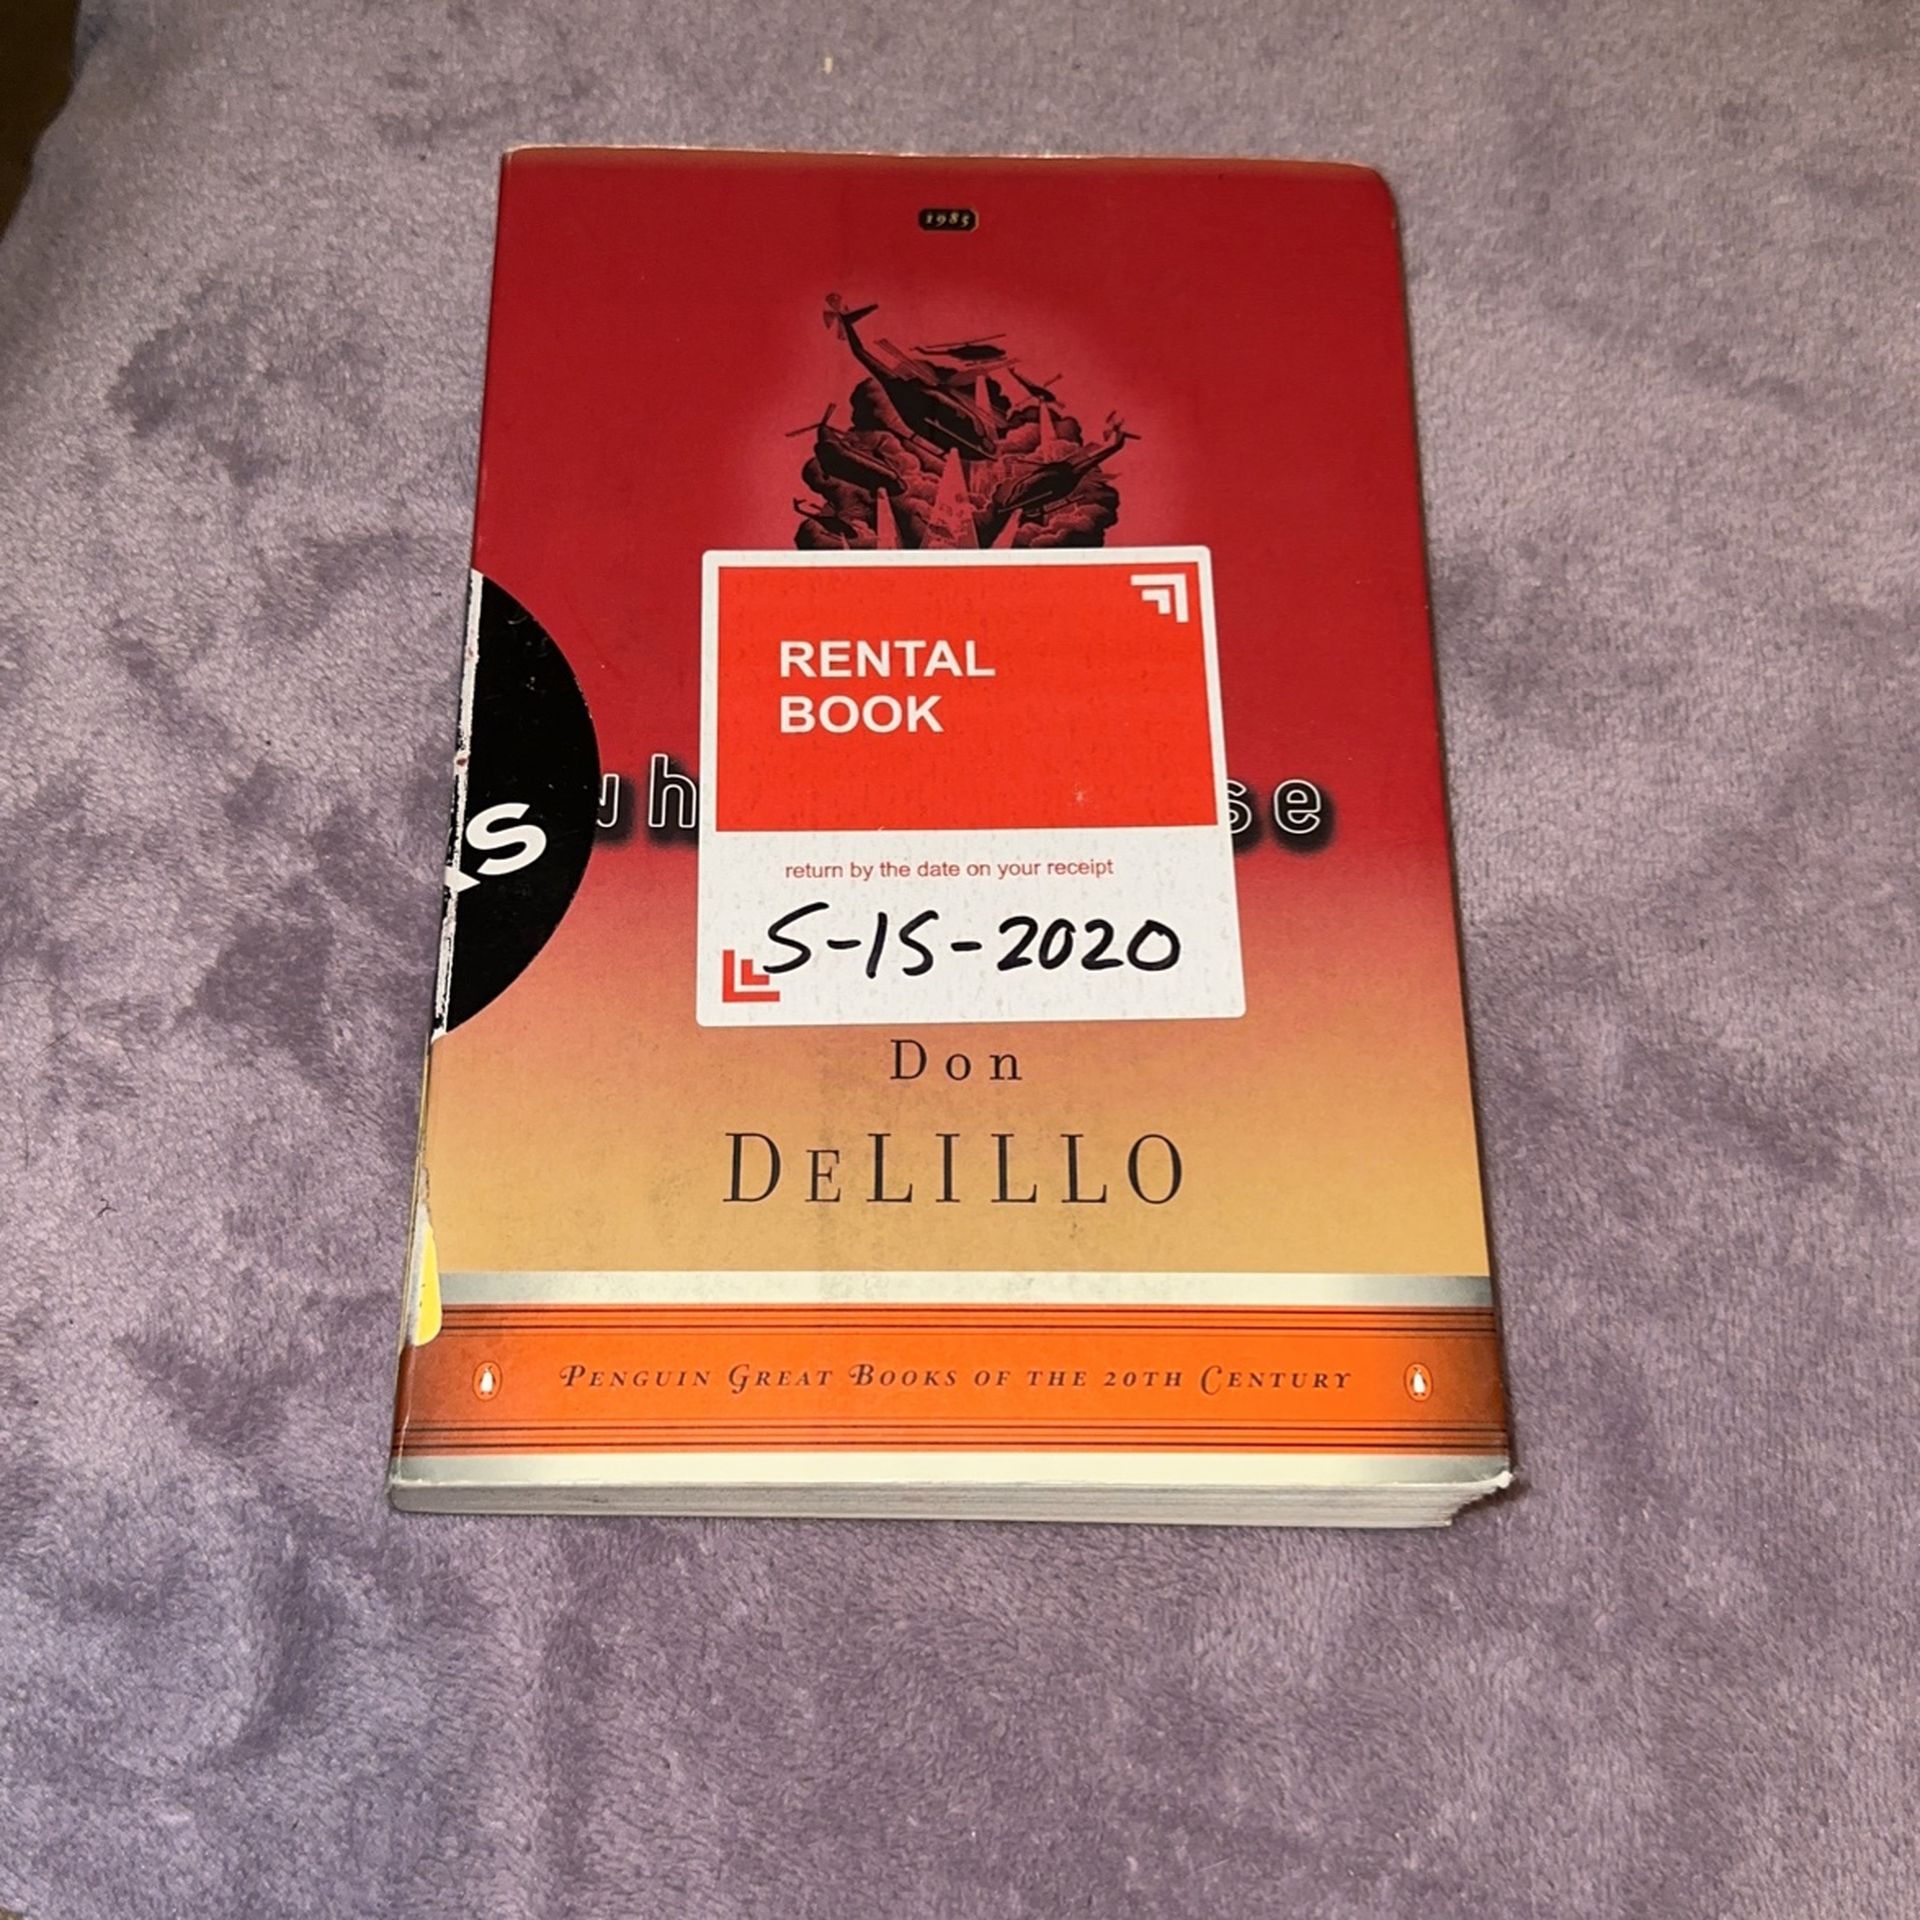 1985
RENTAL
BOOK
wh se
return by the date on your receipt
S
5-15-2020
Don
DeLILLO
PENGUIN GREAT BOOKS OF THE 20TH CENTURY